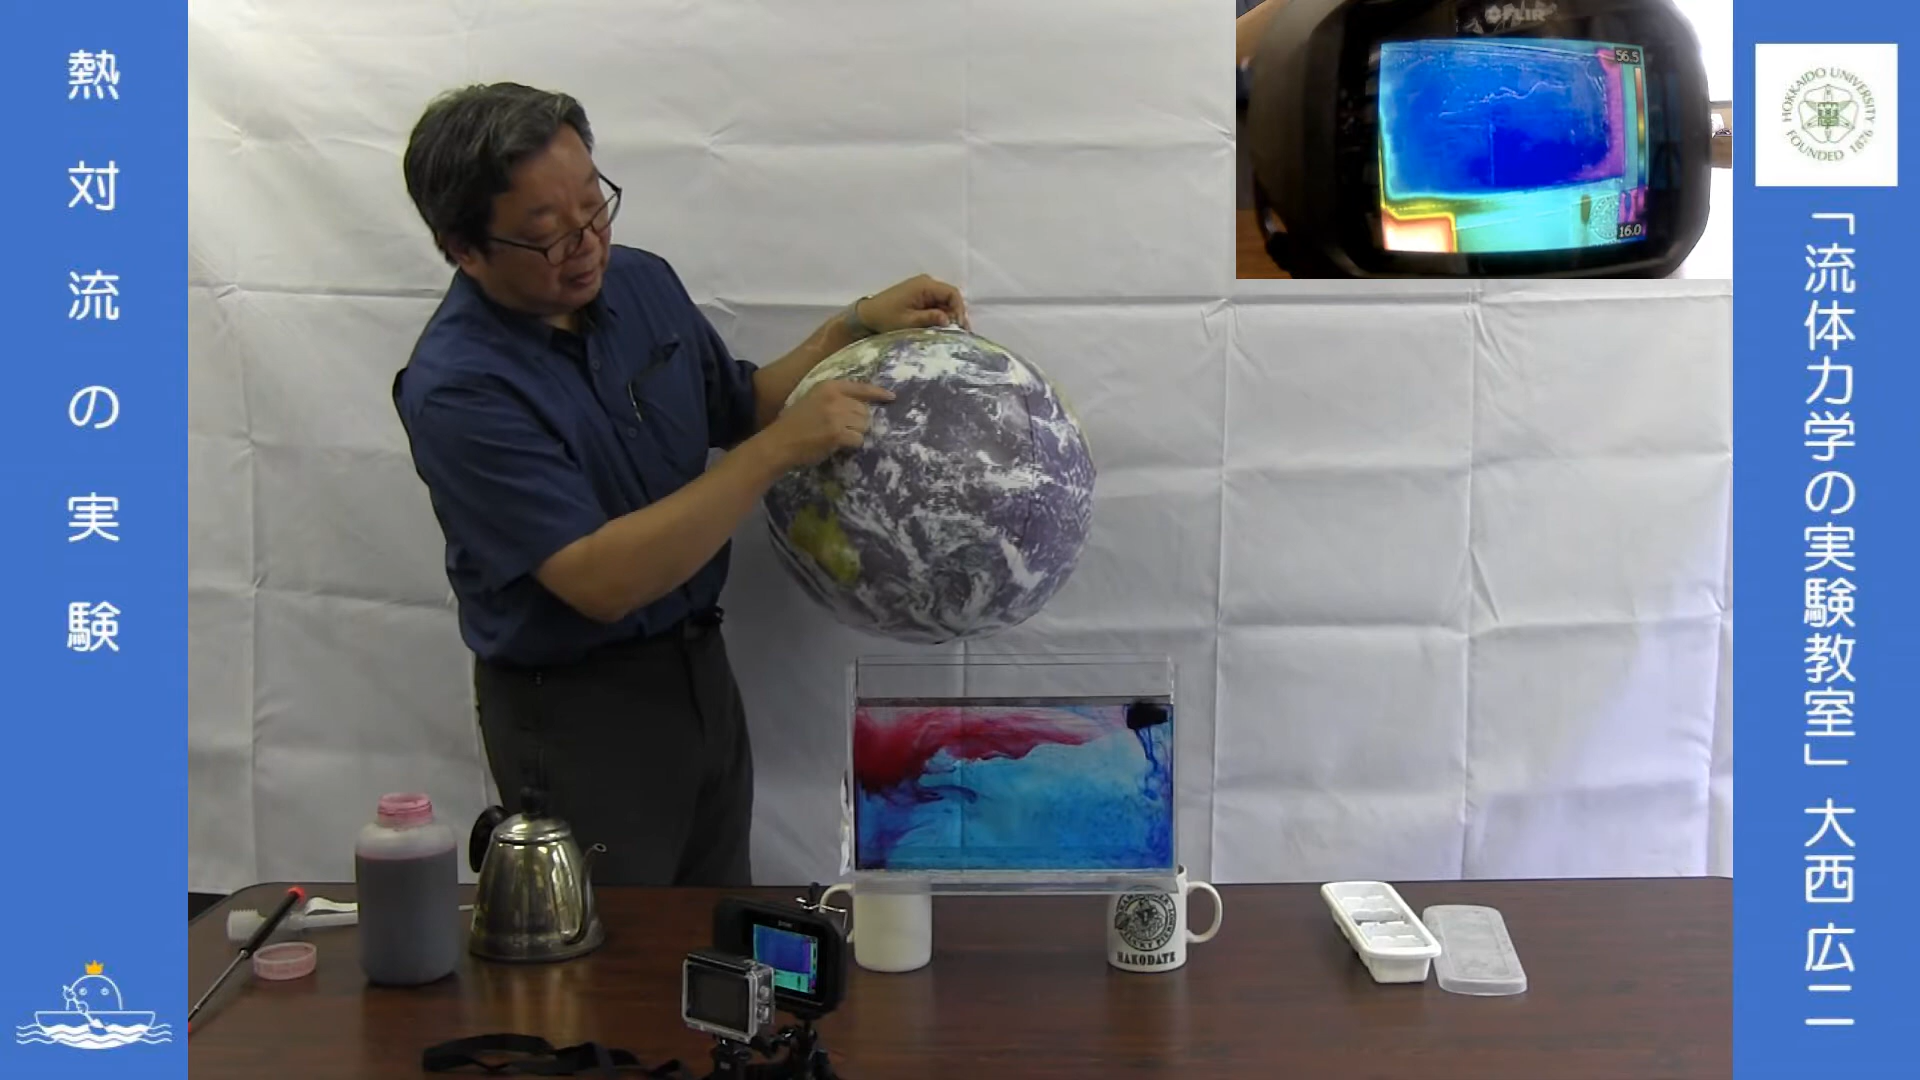 熱対流の実験
FLIR
56.5
16.0
HOKKAIDO UNIVERSITY
FOUNDED 1876
「流体力学の実験教室」大西 広二
HAKODATE